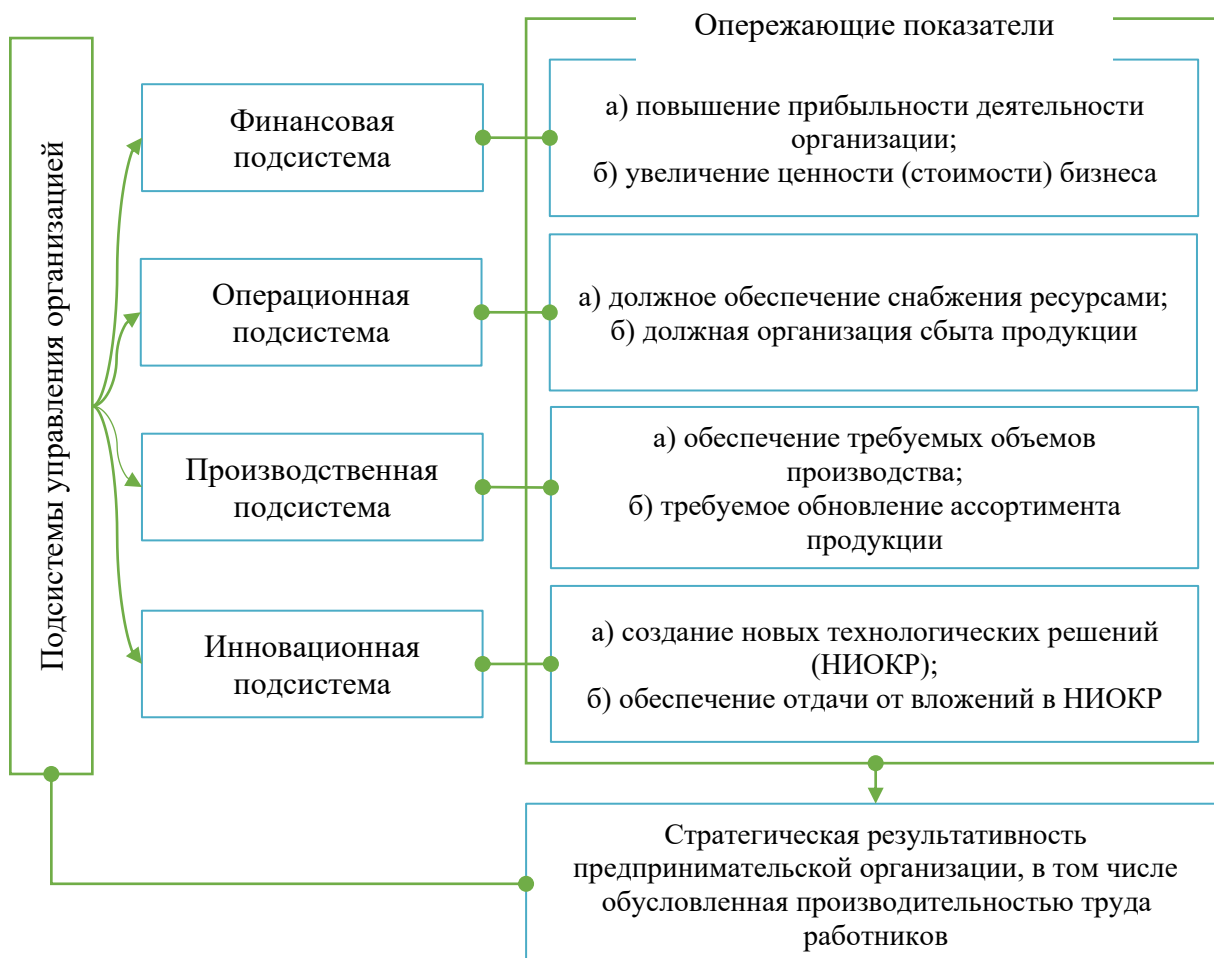 Опережающие показатели
Подсистемы управления организацией
Финансовая
подсистема
а) повышение прибыльности деятельности
организации;
б) увеличение ценности (стоимости) бизнеса
Операционная
подсистема
а) должное обеспечение снабжения ресурсами;
б) должная организация сбыта продукции
Производственная
подсистема
а) обеспечение требуемых объемов
производства;
б) требуемое обновление ассортимента
продукции
Инновационная
подсистема
а) создание новых технологических решений
(НИОКР);
б) обеспечение отдачи от вложений в НИОКР
Стратегическая результативность
предпринимательской организации, в том числе
обусловленная производительностью труда
работников